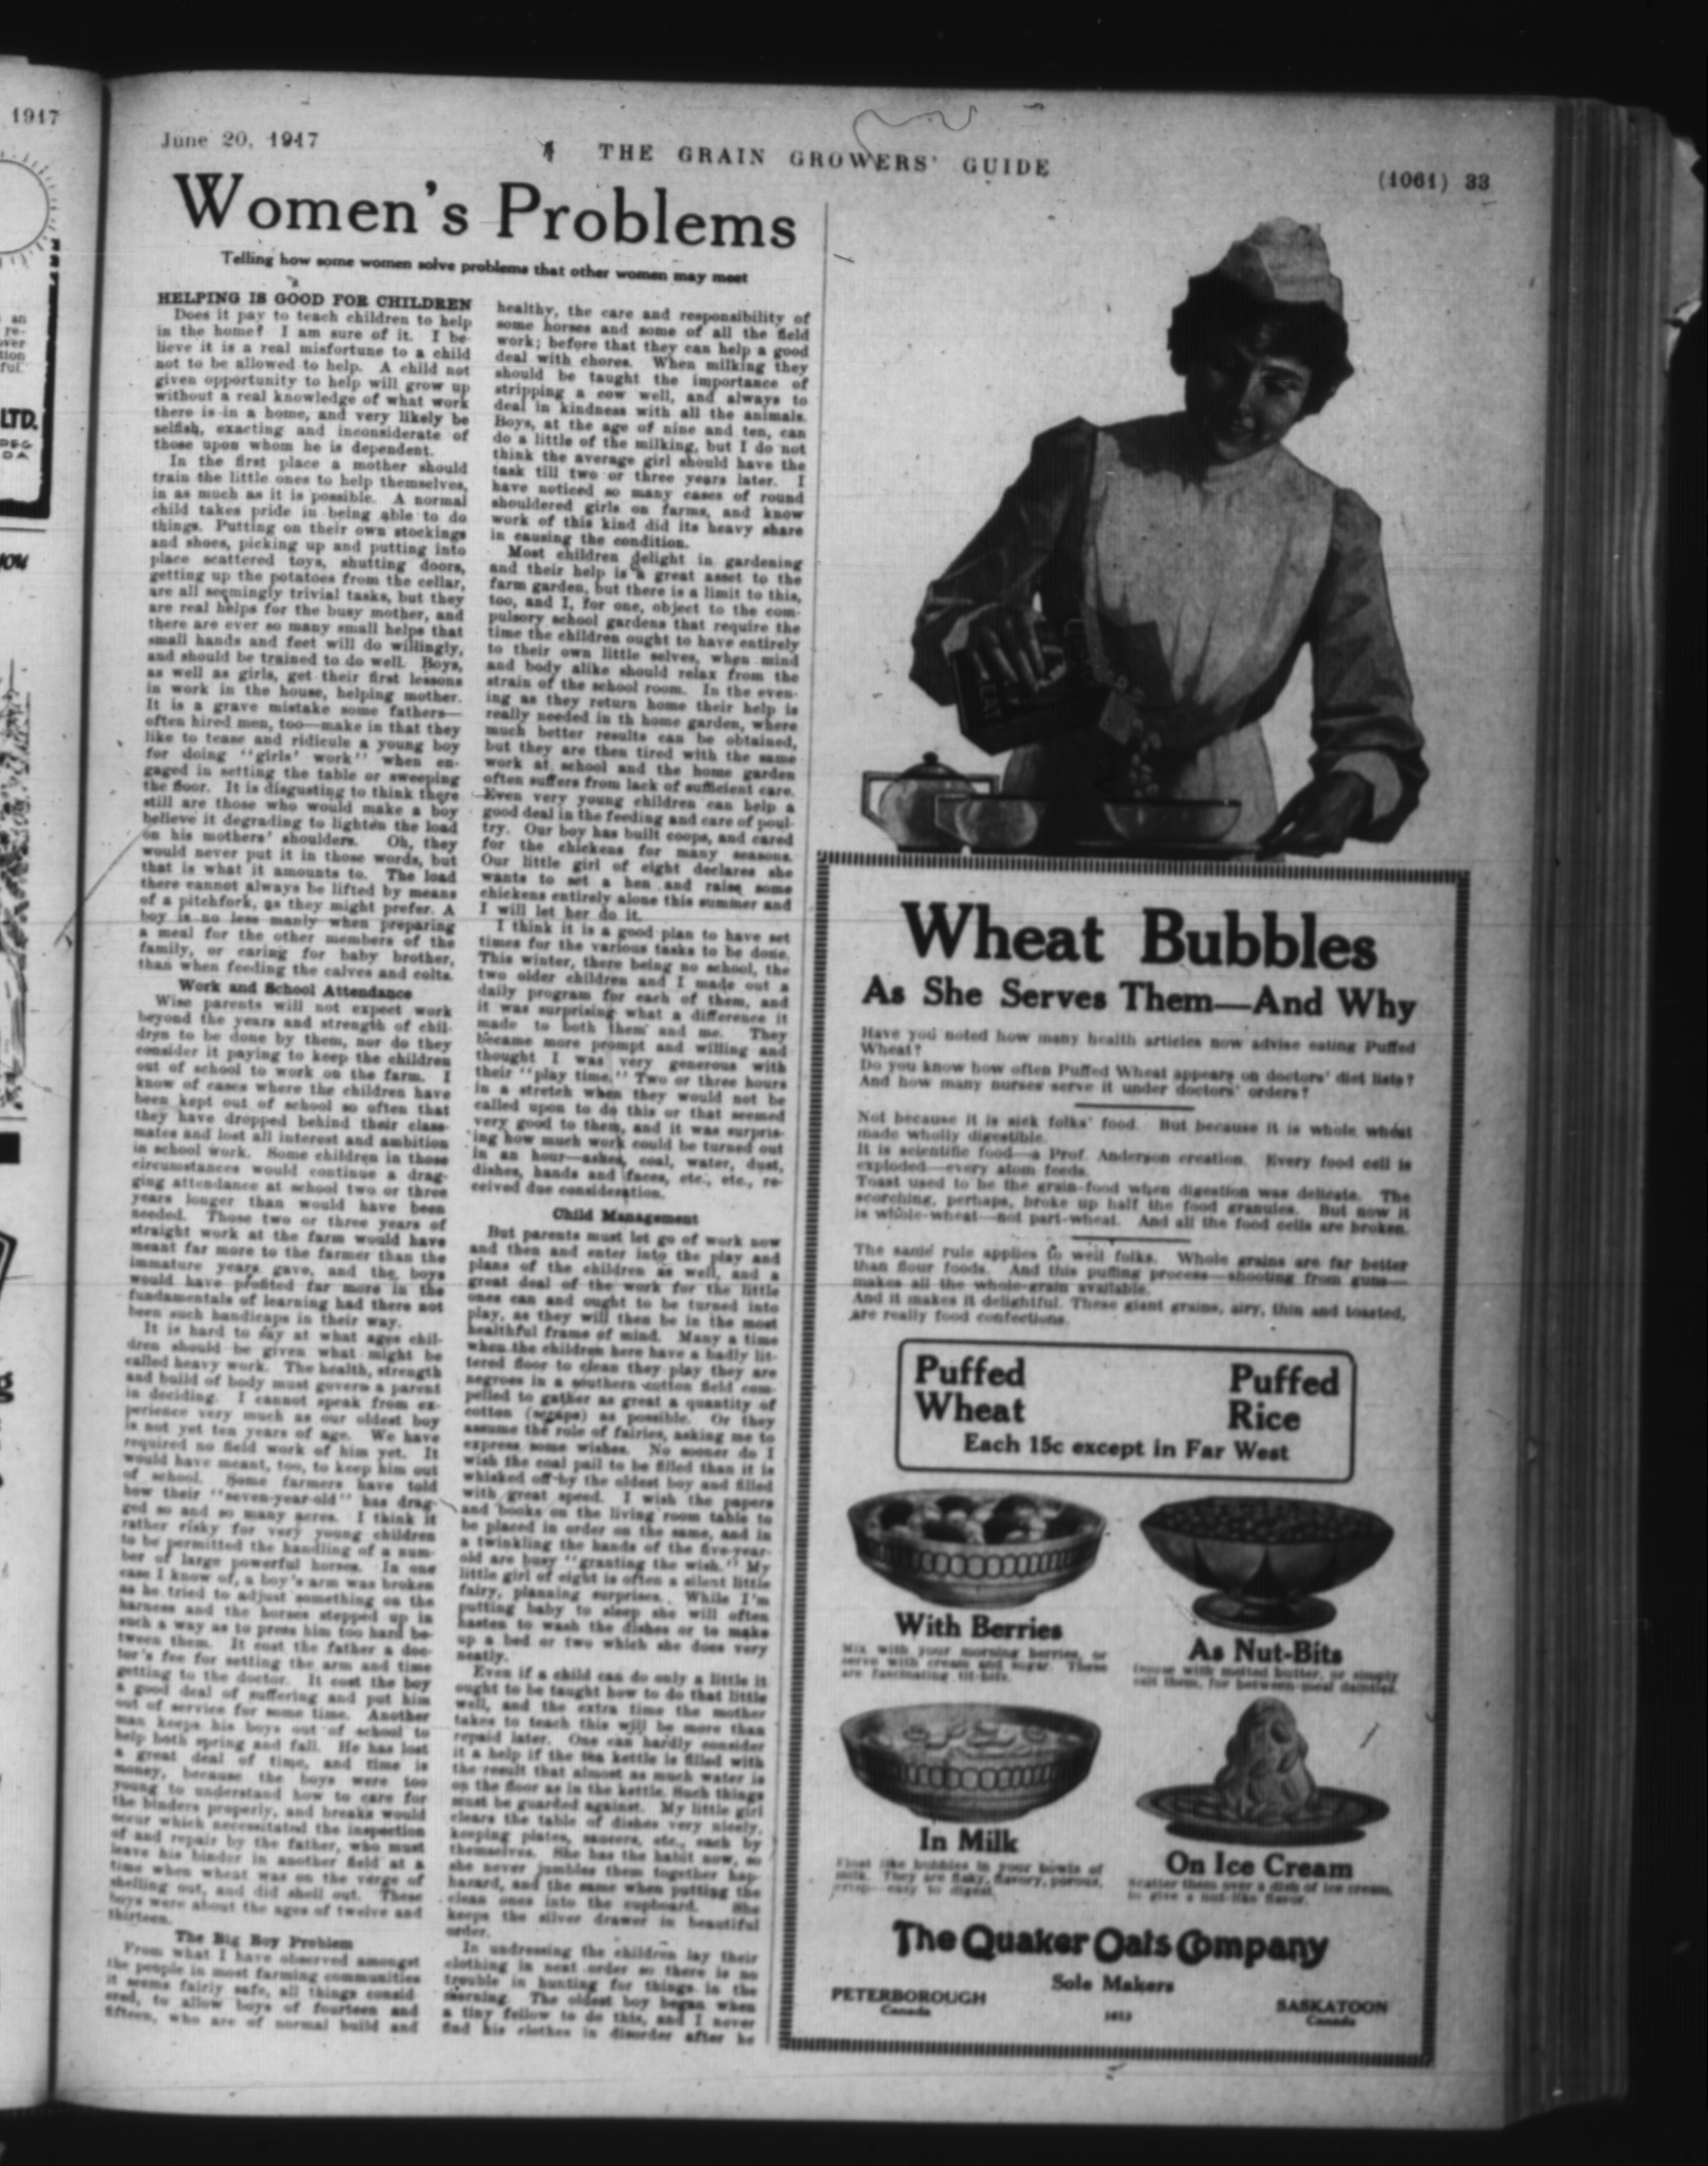 1917
an
re-
over
tion
ful.
LTD.
June 20, 1917
THE GRAIN GROWERS' GUIDE
(1061) 33
Women's Problems
Telling how some women solve problems that other women may meet
HELPING IS GOOD FOR CHILDREN
Does it pay to teach children to help
in the home? I am sure of it. I be-
lieve it is a real misfortune to a child
not to be allowed to help. A child not
given opportunity to help will grow up
without a real knowledge of what work
there is in a home, and very likely be
selfish, exacting and inconsiderate of
those upon whom he is dependent.
In the first place a mother should
train the little ones to help themselves,
in as much as it is possible. A normal
child takes pride in being able to do
things. Putting on their own stockings
and shoes, picking up and putting into
place scattered toys, shutting doors,
getting up the potatoes from the cellar,
are all seemingly trivial tasks, but they
are real helps for the busy mother, and
there are ever so many small helps that
small hands and feet will do willingly,
and should be trained to do well. Boys,
as well as girls, get their first lessons
in work in the house, helping mother.
It is a grave mistake some fathers—
often hired men, too—make in that they
like to tease and ridicule a young boy
for doing "girls' work" when en-
gaged in setting the table or sweeping
the floor. It is disgusting to think there
still are those who would make a boy
believe it degrading to lighten the load
on his mothers' shoulders. Oh, they
would never put it in those words, but
that is what it amounts to. The load
there cannot always be lifted by means
of a pitchfork, as they might prefer. A
boy is no less manly when preparing
a meal for the other members of the
family, or caring for baby brother,
than when feeding the calves and colts.
Work and School Attendance
Wise parents will not expect work
beyond the years and strength of chil-
dren to be done by them, nor do they
consider it paying to keep the children
out of school to work on the farm. I
know of cases where the children have
been kept out of school so often that
they have dropped behind their class-
mates and lost all interest and ambition
in school work. Some children in those
circumstances would continue a drag-
ging attendance at school two or three
years longer than would have been
needed. Those two or three years of
straight work at the farm would have
meant far more to the farmer than the
immature years gave, and the boys
would have profited far more in the
fundamentals of learning had there not
been such handicaps in their way.
It is hard to say at what ages chil-
dren should be given what might be
called heavy work. The health, strength
and build of body must govern a parent
in deciding. I cannot speak from ex-
perience very much as our oldest boy
is not yet ten years of age. We have
required no field work of him yet. It
would have meant, too, to keep him out
of school. Some farmers have told
how their "seven-year-old" has drag-
ged so and so many acres. I think it
rather risky for very young children
to be permitted the handling of a num-
ber of large powerful horses. In one
case I know of, a boy's arm was broken
as he tried to adjust something on the
harness and the horses stepped up in
such a way as to press him too hard be-
tween them. It cost the father a doc-
tor's fee for setting the arm and time
getting to the doctor. It cost the boy
a good deal of suffering and put him
out of service for some time. Another
man keeps his boys out of school to
help both spring and fall. He has lost
a great deal of time, and time is
money, because the boys were too
young to understand how to care for
the binders properly, and breaks would
occur which necessitated the inspection
of and repair by the father, who must
leave his binder in another field at a
time when wheat was on the verge of
shelling out, and did shell out. These
boys were about the ages of twelve and
thirteen.
The Big Boy Problem
From what I have observed amongst
the people in most farming communities
it seems fairly safe, all things consid-
ered, to allow boys of fourteen and
fifteen, who are of normal build and
healthy, the care and responsibility of
some horses and some of all the field
work; before that they can help a good
deal with chores. When milking they
should be taught the importance of
stripping a cow well, and always to
deal in kindness with all the animals.
Boys, at the age of nine and ten, can
do a little of the milking, but I do not
think the average girl should have the
task till two or three years later. I
have noticed so many cases of round
shouldered girls on farms, and know
work of this kind did its heavy share
in causing the condition.
Most children delight in gardening
and their help is a great asset to the
farm garden, but there is a limit to this,
too, and I, for one, object to the com-
pulsory school gardens that require the
time the children ought to have entirely
to their own little selves, when mind
and body alike should relax from the
strain of the school room. In the even-
ing as they return home their help is
really needed in th home garden, where
much better results can be obtained,
but they are then tired with the same
work at school and the home garden
often suffers from lack of sufficient care.
Even very young children can help a
good deal in the feeding and care of poul-
try. Our boy has built coops, and cared
for the chickens for many seasons.
Our little girl of eight declares she
wants to set a hen and raise some
chickens entirely alone this summer and
I will let her do it.
I think it is a good plan to have set
times for the various tasks to be done.
This winter, there being no school, the
two older children and I made out a
daily program for each of them, and
it was surprising what a difference it
made to both them and me. They
became more prompt and willing and
thought I was very generous with
their "play time." Two or three hours
in a stretch when they would not be
called upon to do this or that seemed
very good to them, and it was surpris-
ing how much work could be turned out
in an hour—ashes, coal, water, dust,
dishes, hands and faces, etc., etc., re-
ceived due consideration.
Child Management
But parents must let go of work now
and then and enter into the play and
plans of the children as well, and a
great deal of the work for the little
ones can and ought to be turned into
play, as they will then be in the most
healthful frame of mind. Many a time
when the children here have a badly lit-
tered floor to clean they play they are
negroes in a southern cotton field com-
pelled to gather as great a quantity of
cotton (scraps) as possible. Or they
assume the role of fairies, asking me to
express some wishes. No sooner do I
wish the coal pail to be filled than it is
whisked off by the oldest boy and filled
with great speed. I wish the papers
and books on the living room table to
be placed in order on the same, and in
a twinkling the hands of the five-year-
old are busy "granting the wish." My
little girl of eight is often a silent little
fairy, planning surprises. While I'm
putting baby to sleep she will often
hasten to wash the dishes or to make
up a bed or two which she does very
neatly.
Even if a child can do only a little it
ought to be taught how to do that little
well, and the extra time the mother
takes to teach this will be more than
repaid later. One can hardly consider
it a help if the tea kettle is filled with
the result that almost as much water is
on the floor as in the kettle. Such things
must be guarded against. My little girl
clears the table of dishes very nicely,
keeping plates, saucers, etc., each by
themselves. She has the habit now, so
she never jumbles them together hap-
hazard, and the same when putting the
clean ones into the cupboard. She
keeps the silver drawer in beautiful
order.
In undressing the children lay their
clothing in neat order so there is no
trouble in hunting for things in the
morning. The oldest boy began when
a tiny fellow to do this, and I never
find his clothes in disorder after he
Wheat Bubbles
As She Serves Them—And Why
Have you noted how many health articles now advise eating Puffed
Wheat?
Do you know how often Puffed Wheat appears on doctors' diet lists?
And how many nurses serve it under doctors' orders?
Not because it is sick folks' food. But because it is whole wheat
made wholly digestible.
It is scientific food—a Prof. Anderson creation. Every food cell is
exploded—every atom feeds.
Toast used to be the grain-food when digestion was delicate. The
scorching, perhaps, broke up half the food granules. But now it
is whole-wheat—not part-wheat. And all the food cells are broken.
The same rule applies to well folks. Whole grains are far better
than flour foods. And this puffing process—shooting from guns—
makes all the whole-grain available.
And it makes it delightful. These giant grains, airy, thin and toasted,
are really food confections.
Puffed Wheat
Puffed Rice
Each 15c except in Far West
With Berries
Mix with your morning berries, or
serve with cream and sugar. These
are fascinating tit-bits.
As Nut-Bits
Douse with melted butter, or simply
salt them, for between-meal dainties.
In Milk
Float like bubbles in your bowls of
milk. They are flaky, flavory, porous,
crisp—easy to digest.
On Ice Cream
Scatter them over a dish of ice cream,
to give a nut-like flavor.
The Quaker Oats Company
Sole Makers
PETERBOROUGH
Canada
1613
SASKATOON
Canada